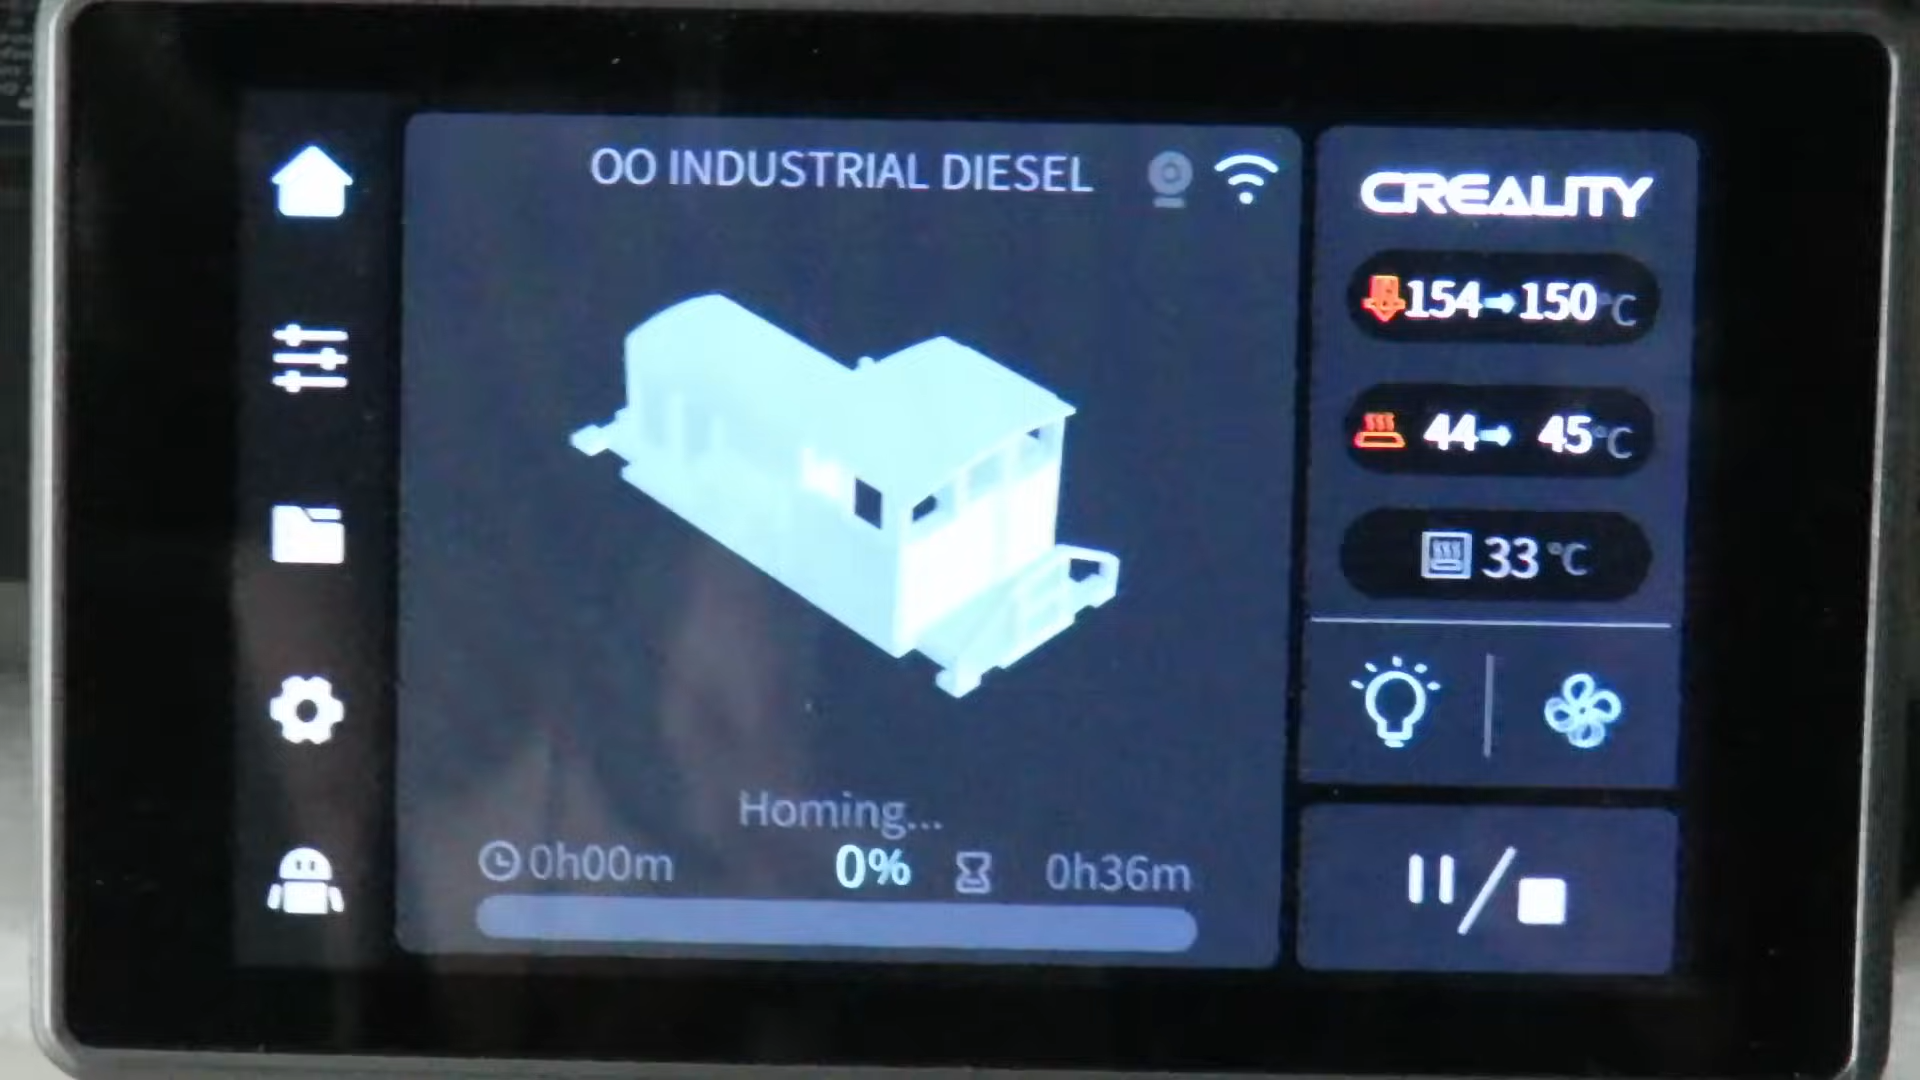 OO INDUSTRIAL DIESEL
Homing...
0h00m 0% 0h36m
CREALITY
154→150°C
44→ 45°C
33°C